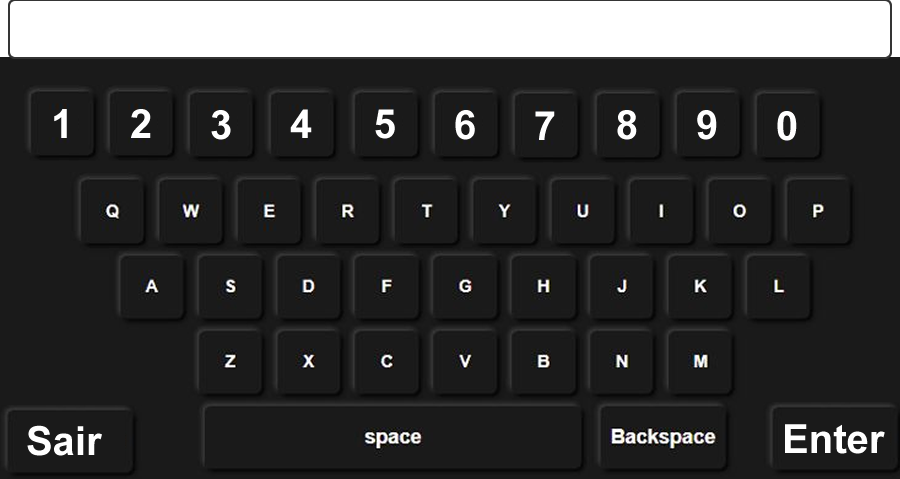 1 2 3 4 5 6 7 8 9 0
Q W E R T Y U I O P
A S D F G H J K L
Z X C V B N M
Sair space Backspace Enter